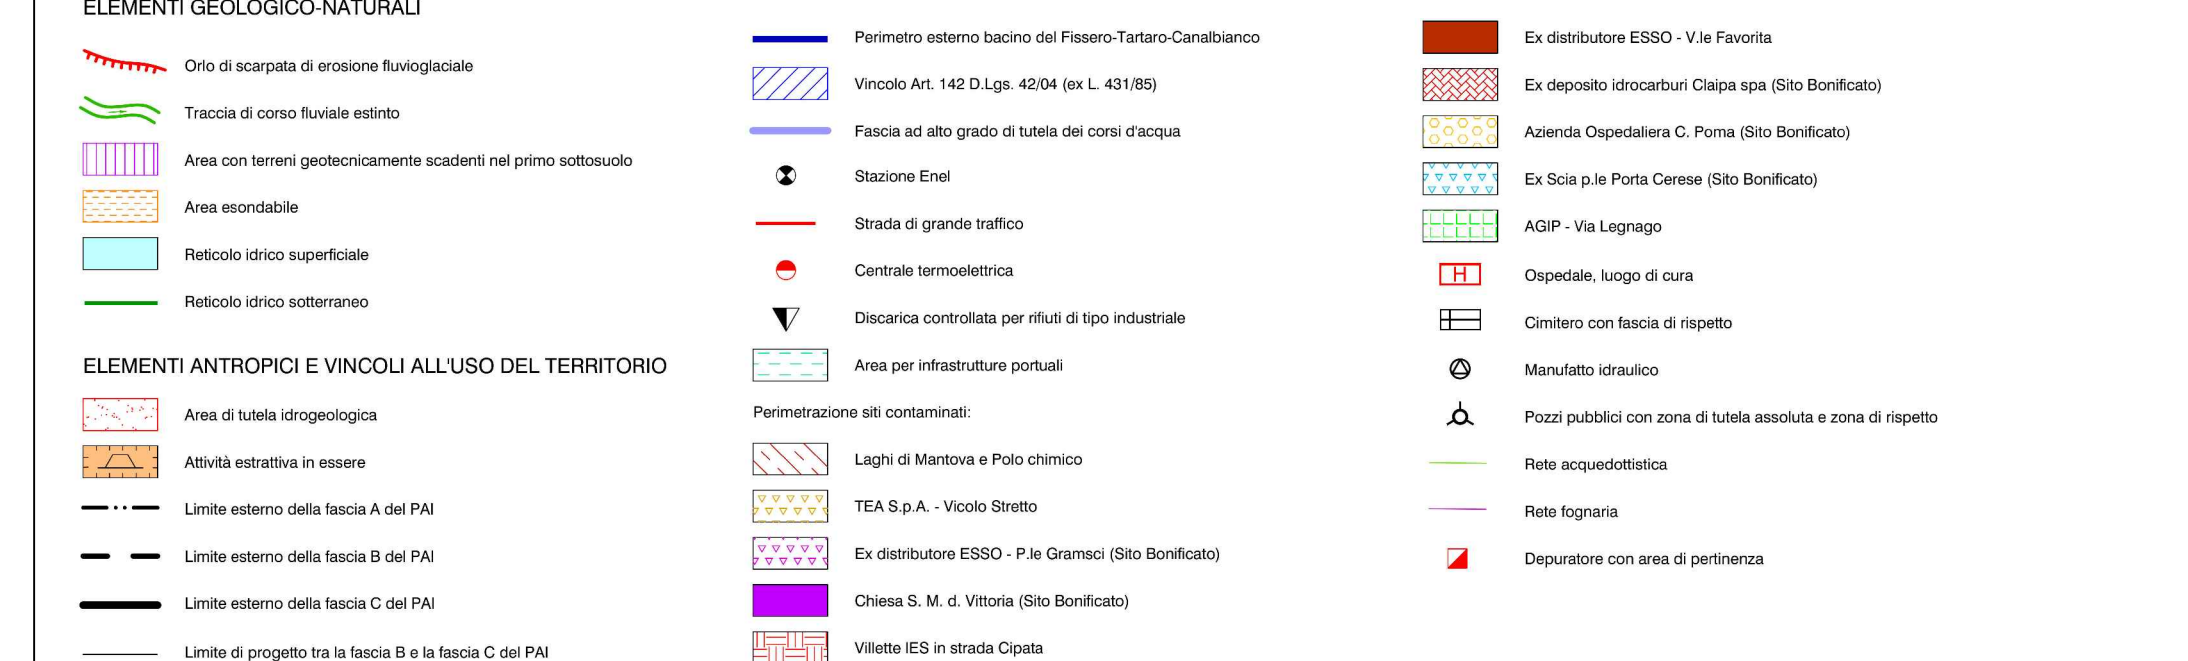 ELEMENTI GEOLOGICO-NATURALI
Orlo di scarpata di erosione fluvioglaciale
Traccia di corso fluviale estinto
Area con terreni geotecnicamente scadenti nel primo sottosuolo
Area esondabile
Reticolo idrico superficiale
Reticolo idrico sotterraneo
ELEMENTI ANTROPICI E VINCOLI ALL'USO DEL TERRITORIO
Area di tutela idrogeologica
Attività estrattiva in essere
Limite esterno della fascia A del PAI
Limite esterno della fascia B del PAI
Limite esterno della fascia C del PAI
Limite di progetto tra la fascia B e la fascia C del PAI
Perimetro esterno bacino del Fissero-Tartaro-Canalbianco
Vincolo Art. 142 D.Lgs. 42/04 (ex L. 431/85)
Fascia ad alto grado di tutela dei corsi d'acqua
Stazione Enel
Strada di grande traffico
Centrale termoelettrica
Discarica controllata per rifiuti di tipo industriale
Area per infrastrutture portuali
Perimetrazione siti contaminati:
Laghi di Mantova e Polo chimico
TEA S.p.A. - Vicolo Stretto
Ex distributore ESSO - P.le Gramsci (Sito Bonificato)
Chiesa S. M. d. Vittoria (Sito Bonificato)
Villette IES in strada Cipata
Ex distributore ESSO - V.le Favorita
Ex deposito idrocarburi Claipa spa (Sito Bonificato)
Azienda Ospedaliera C. Poma (Sito Bonificato)
Ex Scia p.le Porta Cerese (Sito Bonificato)
AGIP - Via Legnago
H Ospedale, luogo di cura
Cimitero con fascia di rispetto
Manufatto idraulico
Pozzi pubblici con zona di tutela assoluta e zona di rispetto
Rete acquedottistica
Rete fognaria
Depuratore con area di pertinenza